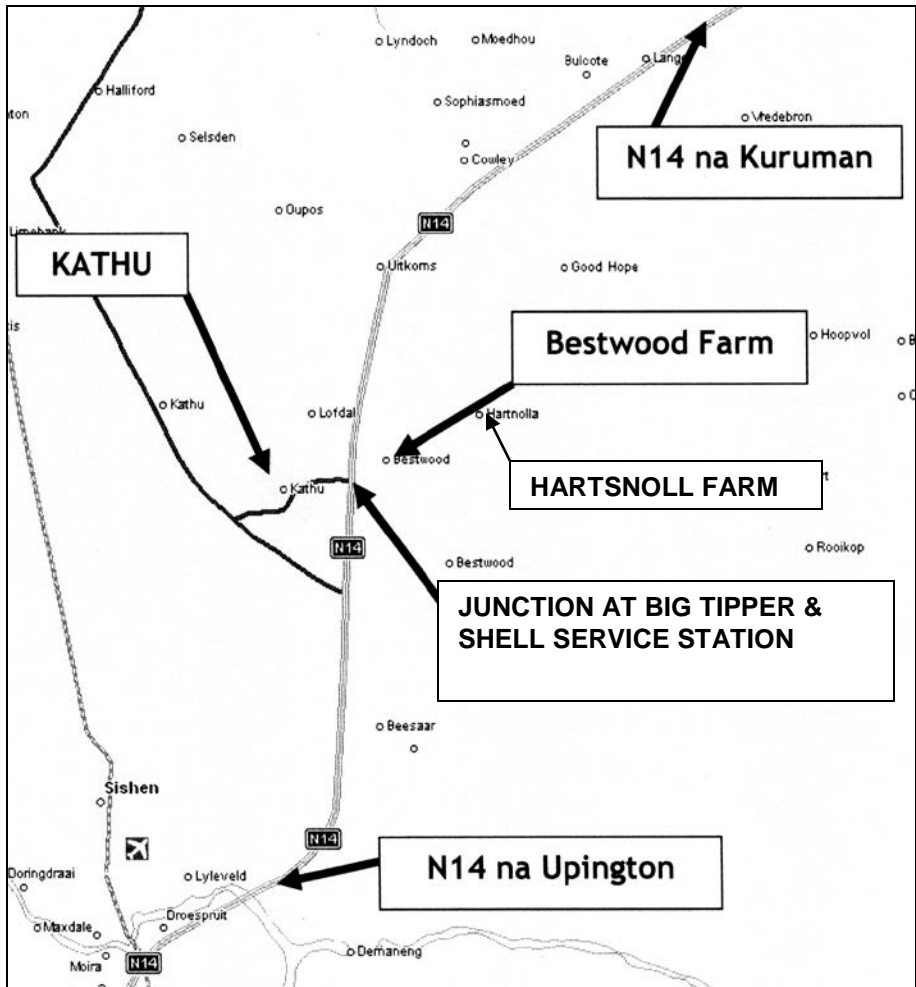 Lyndoch
Moedhou
Bulcote
Halliford
Sophiasmoed
Vredebron
Selsden
Cowley
N14 na Kuruman
Oupos
N14
KATHU
Uitkoms
Good Hope
Bestwood Farm
Hoopvol
Kathu
Lofdal
Hartnolla
Bestwood
HARTSNOLL FARM
Kathu
N14
Rooikop
Bestwood
JUNCTION AT BIG TIPPER &
SHELL SERVICE STATION
Beesaar
Sishen
N14
N14 na Upington
Doringdraai
Lyleveld
Droespruit
Maxdale
Demaneng
Moira
N14